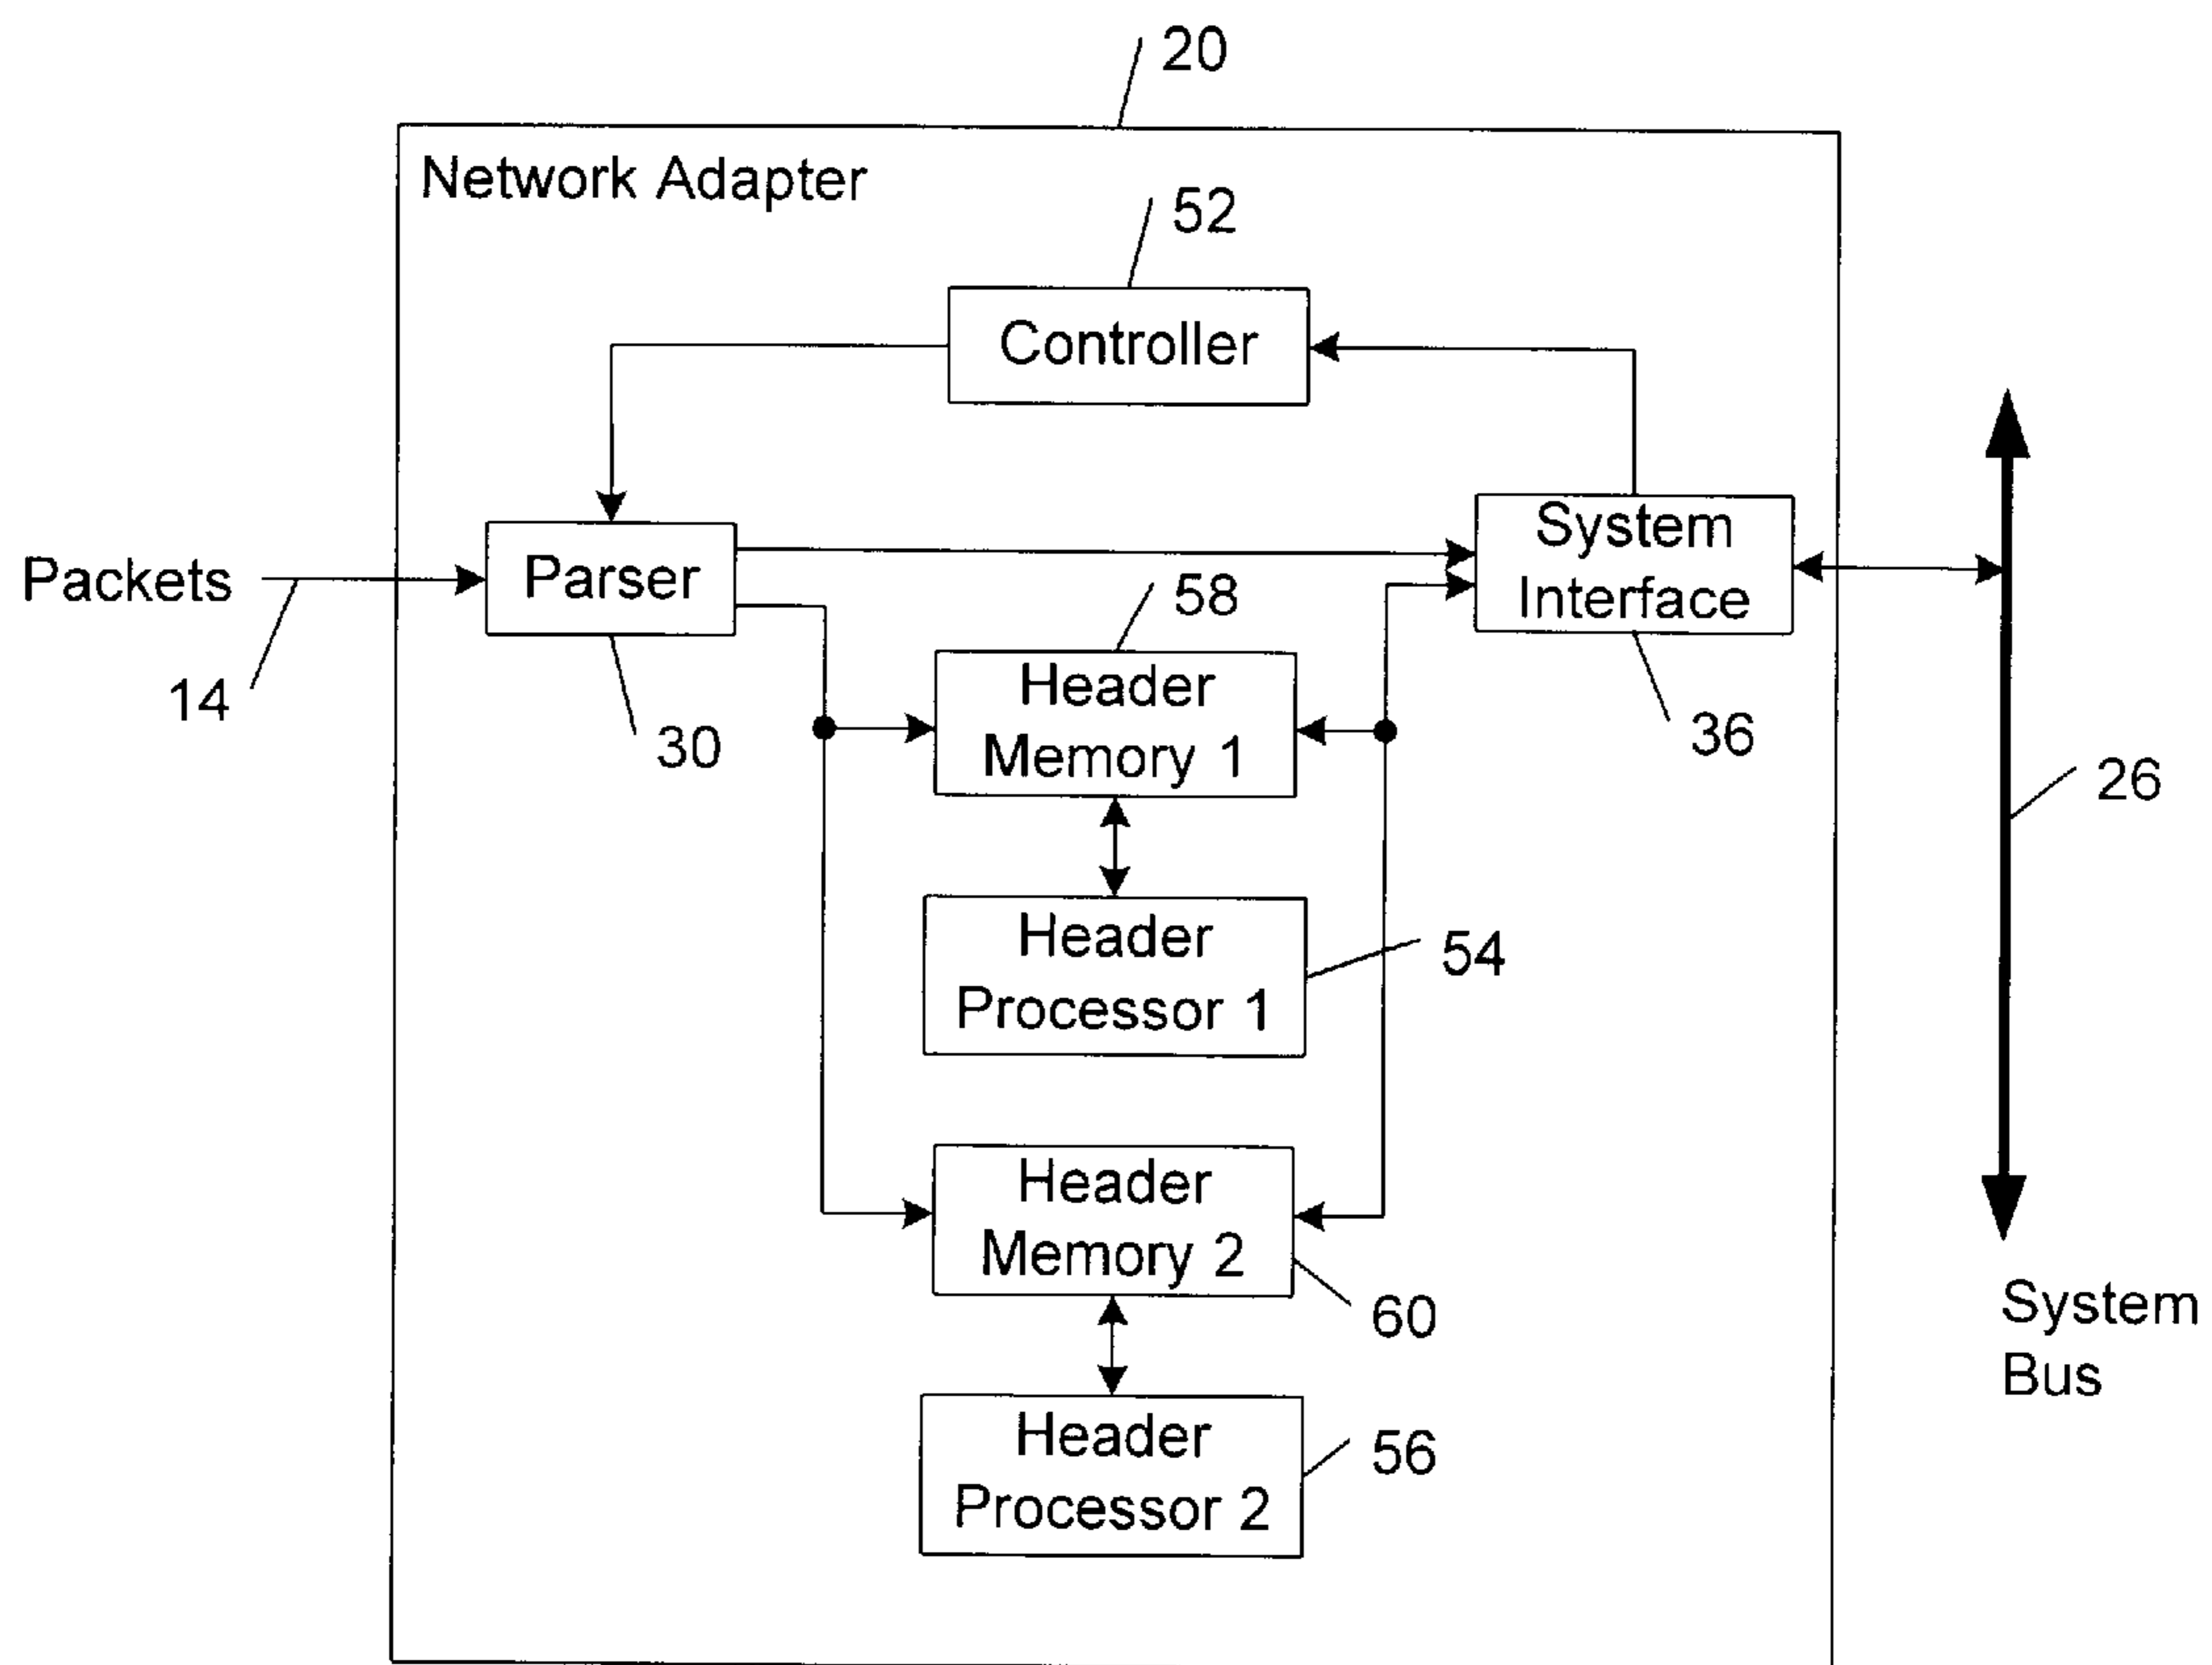 20
Network Adapter
52
Controller
System
Interface
Packets
Parser
58
14
30
Header
Memory 1
36
26
Header
Processor 1
54
Header
Memory 2
60
System
Bus
Header
Processor 2
56